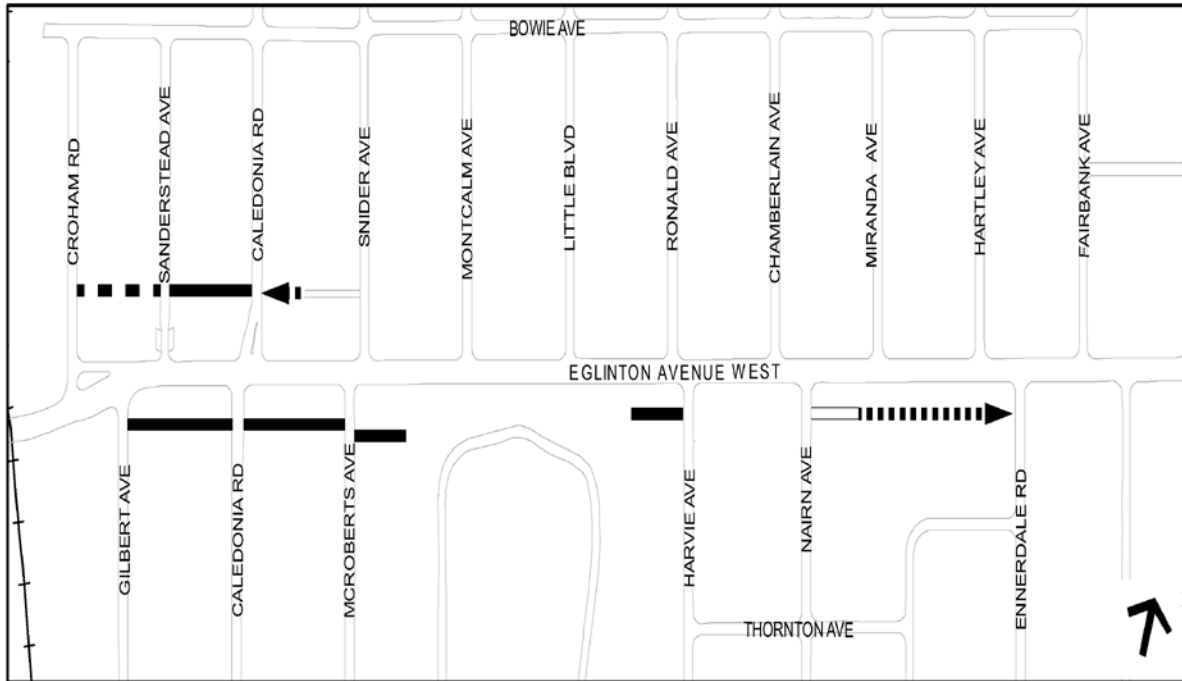 BOWIE AVE
CROHAM RD
SANDERSTEAD AVE
CALEDONIA RD
SNIDER AVE
MONTCALM AVE
LITTLE BLVD
RONALD AVE
CHAMBERLAIN AVE
MIRANDA AVE
HARTLEY AVE
FAIRBANK AVE
EGLINTON AVENUE WEST
GILBERT AVE
CALEDONIA RD
MCROBERTS AVE
HARVIE AVE
NAIRN AVE
ENNERDALE RD
THORNTON AVE